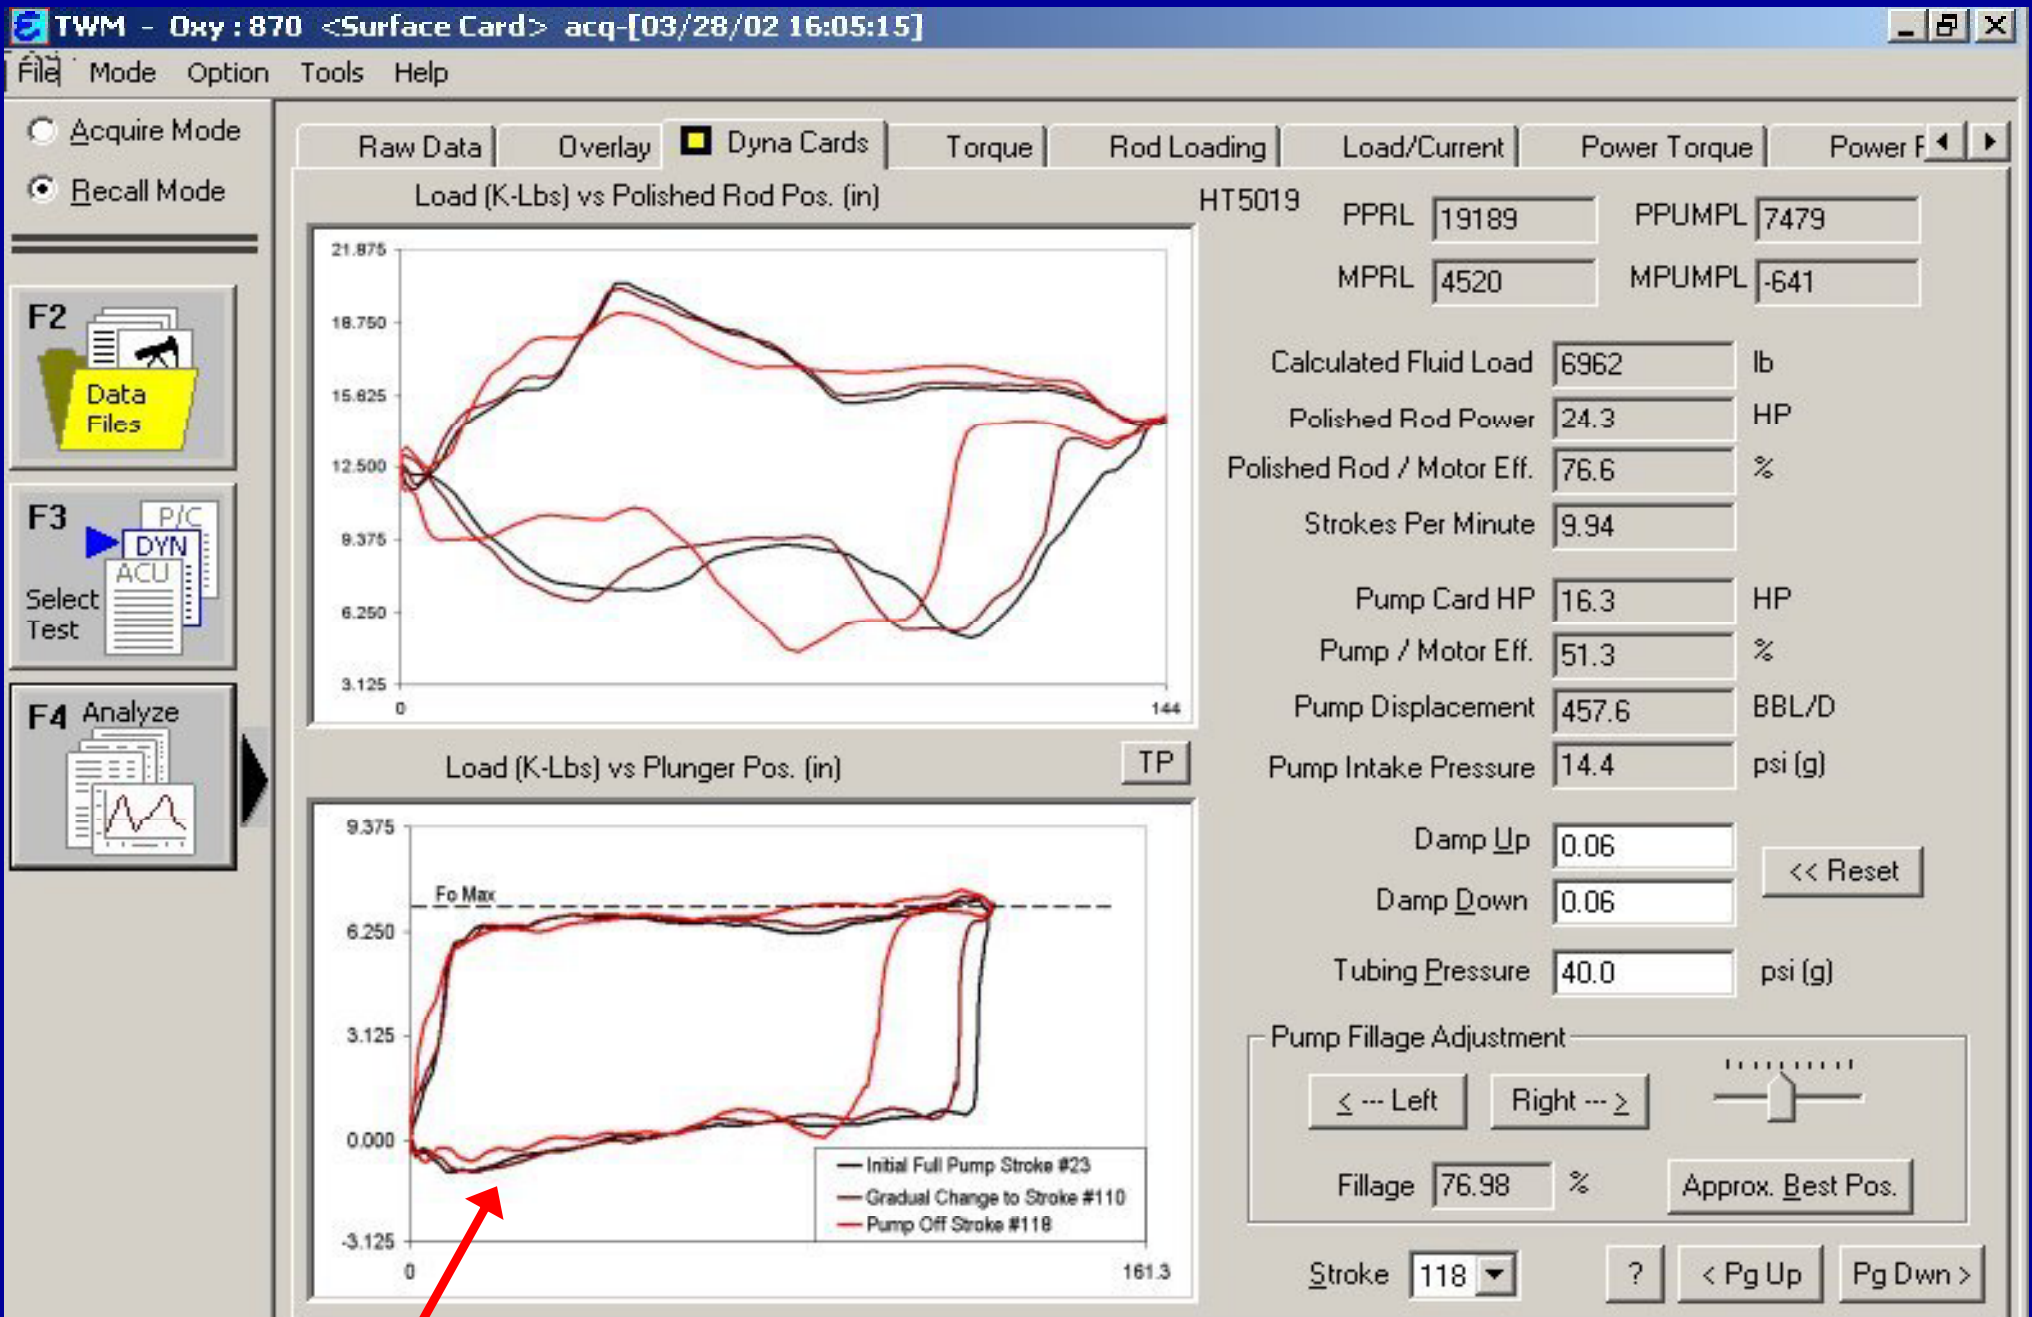 TWM - Oxy : 870 <Surface Card> acq-[03/28/02 16:05:15]
File Mode Option Tools Help
Acquire Mode
Recall Mode
F2
Data
Files
F3
P/C
DYN
ACU
Select
Test
F4 Analyze
Raw Data Overlay Dyna Cards Torque Rod Loading Load/Current Power Torque Power
Load (K-Lbs) vs Polished Rod Pos. (in)
21.875
18.750
15.625
12.500
9.375
6.250
3.125
0 144
Load (K-Lbs) vs Plunger Pos. (in)
TP
9.375
Fo Max
6.250
3.125
0.000
-3.125
0 161.3
Initial Full Pump Stroke #23
Gradual Change to Stroke #110
Pump Off Stroke #118
HT5019
PPRL 19189 PPUMPL 7479
MPRL 4520 MPUMPL -641
Calculated Fluid Load 6962 lb
Polished Rod Power 24.3 HP
Polished Rod / Motor Eff. 76.6 %
Strokes Per Minute 9.94
Pump Card HP 16.3 HP
Pump / Motor Eff. 51.3 %
Pump Displacement 457.6 BBL/D
Pump Intake Pressure 14.4 psi (g)
Damp Up 0.06
<< Reset
Damp Down 0.06
Tubing Pressure 40.0 psi (g)
Pump Fillage Adjustment
< --- Left Right --- >
Fillage 76.98 % Approx. Best Pos.
Stroke 118 ? < Pg Up Pg Dwn >